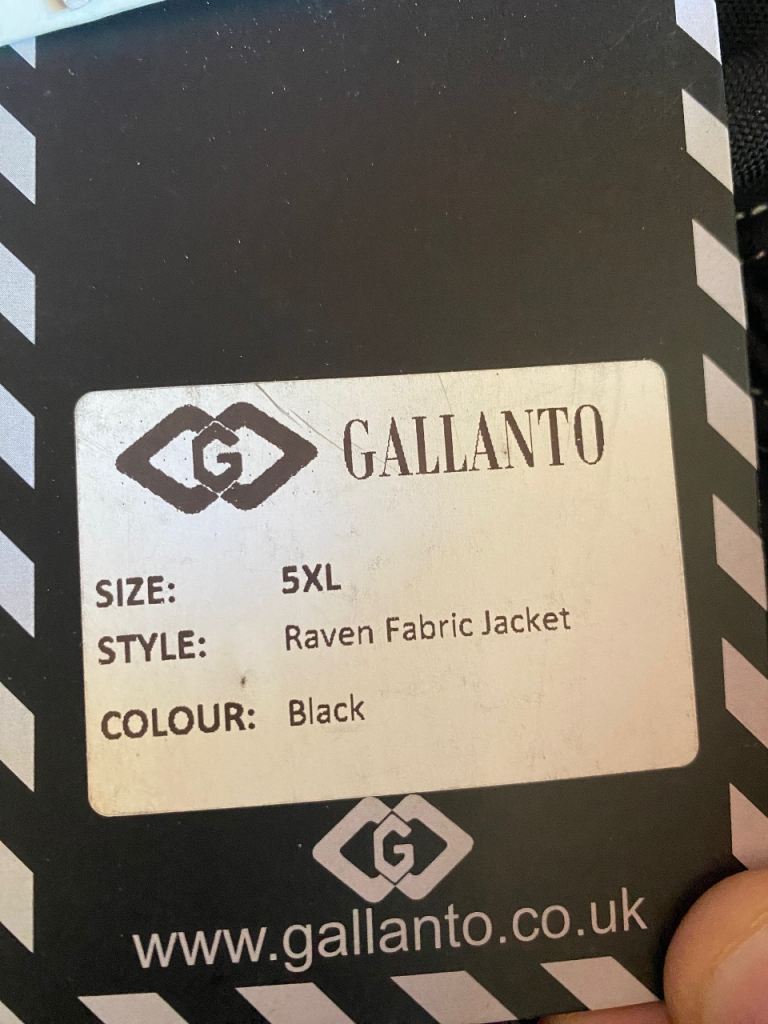 G GALLANTO
SIZE: 5XL
STYLE: Raven Fabric Jacket
COLOUR: Black
G
www.gallanto.co.uk